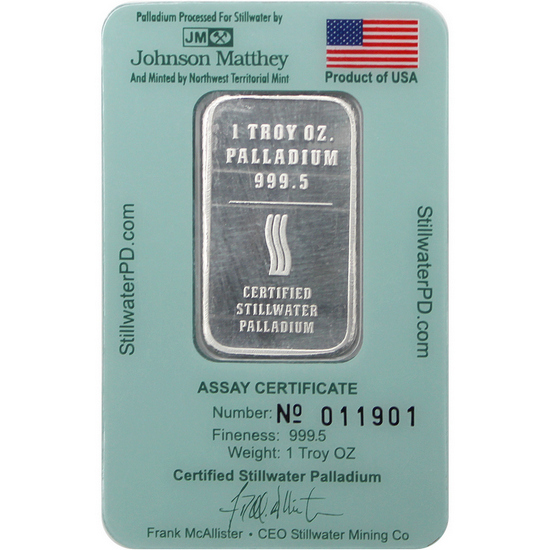 Palladium Processed For Stillwater by
JM
Johnson Matthey
And Minted by Northwest Territorial Mint
Product of USA
1 TROY OZ.
PALLADIUM
999.5
CERTIFIED
STILLWATER
PALLADIUM
StillwaterPD.com
StillwaterPD.com
ASSAY CERTIFICATE
Number: Nº 011901
Fineness: 999.5
Weight: 1 Troy OZ
Certified Stillwater Palladium
Frank McAllister • CEO Stillwater Mining Co